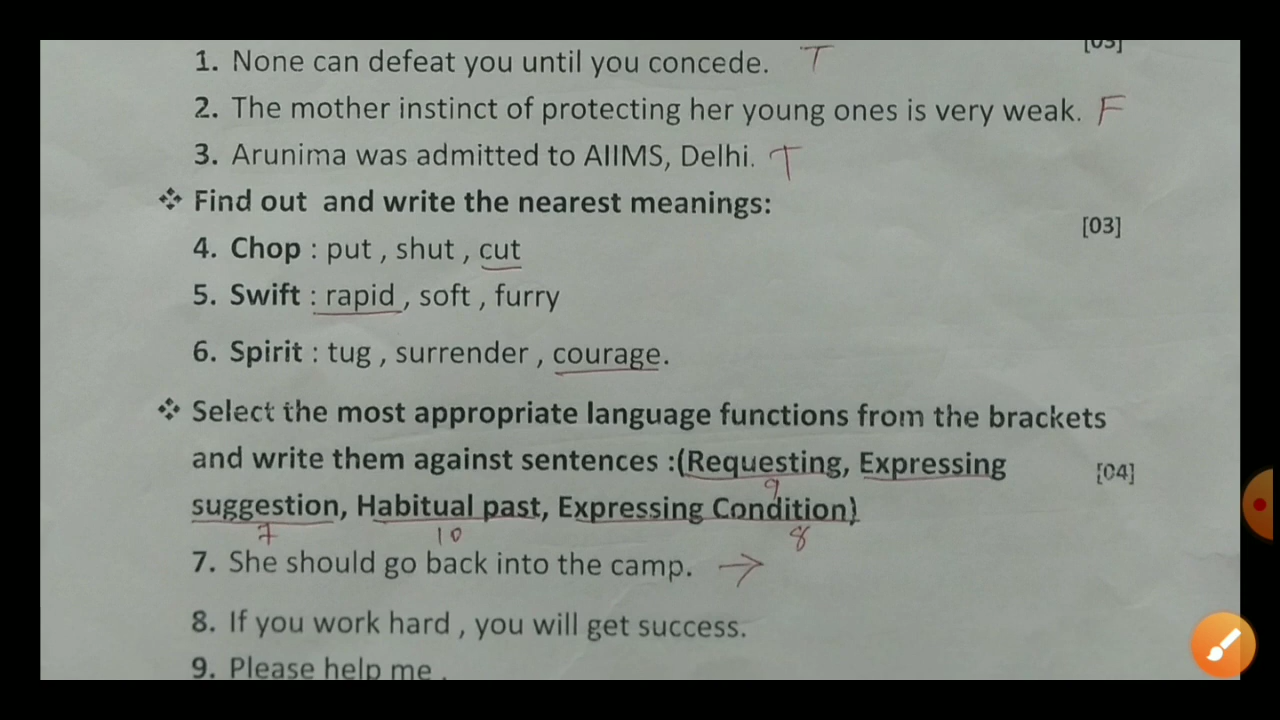 [03]
1. None can defeat you until you concede. T
2. The mother instinct of protecting her young ones is very weak. F
3. Arunima was admitted to AIIMS, Delhi. T
❖ Find out and write the nearest meanings:
[03]
4. Chop : put , shut , cut
5. Swift : rapid , soft , furry
6. Spirit : tug , surrender , courage.
❖ Select the most appropriate language functions from the brackets
and write them against sentences :(Requesting, Expressing [04]
9
suggestion, Habitual past, Expressing Condition)
7 10 8
7. She should go back into the camp. →
8. If you work hard , you will get success.
9. Please help me .